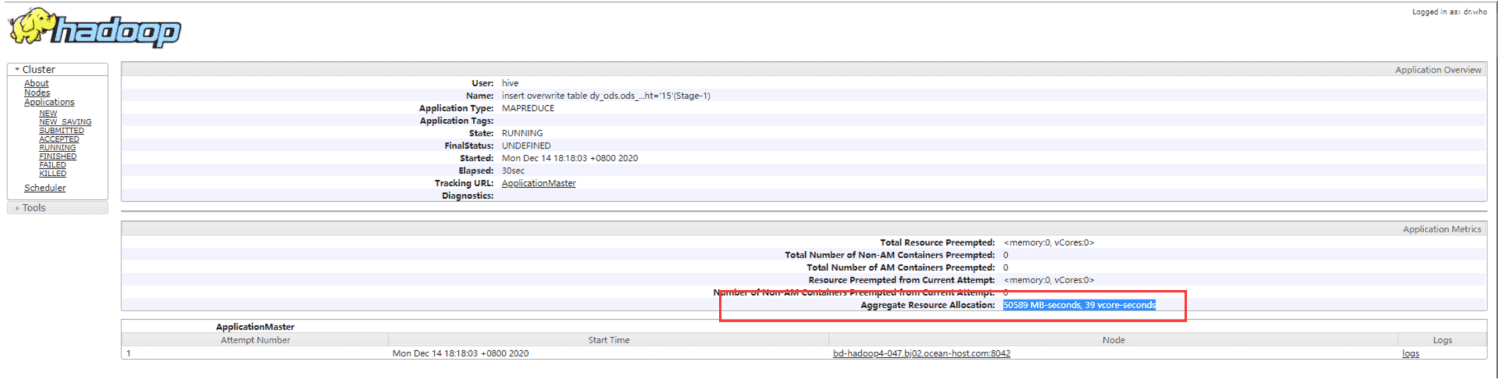 hadoop
Logged in as: dr.who
Cluster
About
Nodes
Applications
NEW
NEW_SAVING
SUBMITTED
ACCEPTED
RUNNING
FINISHED
FAILED
KILLED
Scheduler
Tools
Application Overview
User: hive
Name: insert overwrite table dy_ods.ods_...ht='15'(Stage-1)
Application Type: MAPREDUCE
Application Tags:
State: RUNNING
FinalStatus: UNDEFINED
Started: Mon Dec 14 18:18:03 +0800 2020
Elapsed: 30sec
Tracking URL: ApplicationMaster
Diagnostics:
Application Metrics
Total Resource Preempted: <memory:0, vCores:0>
Total Number of Non-AM Containers Preempted: 0
Total Number of AM Containers Preempted: 0
Resource Preempted from Current Attempt: <memory:0, vCores:0>
Number of Non-AM Containers Preempted from Current Attempt: 0
Aggregate Resource Allocation: 50589 MB-seconds, 39 vcore-seconds
ApplicationMaster
Attempt Number Start Time Node Logs
1 Mon Dec 14 18:18:03 +0800 2020 bd-hadoop4-047.bj02.ocean-host.com:8042 logs